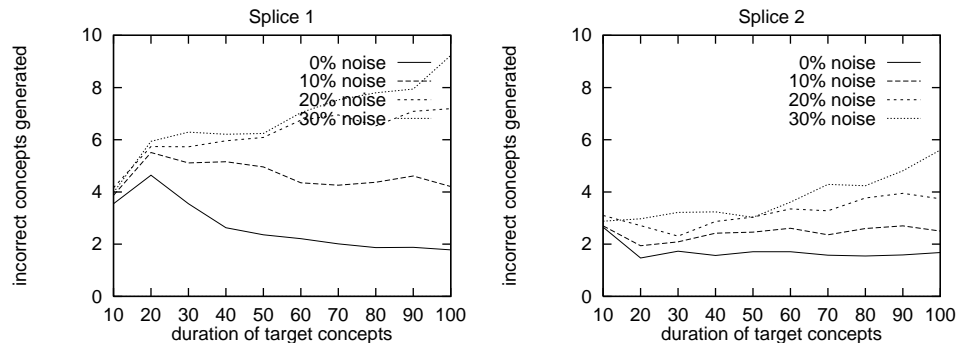 Splice 1
incorrect concepts generated
10
8
6
4
2
0
0% noise
10% noise
20% noise
30% noise
10 20 30 40 50 60 70 80 90 100
duration of target concepts
Splice 2
incorrect concepts generated
10
8
6
4
2
0
0% noise
10% noise
20% noise
30% noise
10 20 30 40 50 60 70 80 90 100
duration of target concepts